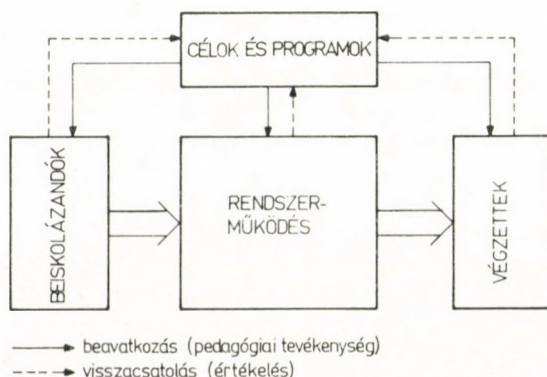 CÉLOK ÉS PROGRAMOK
BEISKOLÁZANDÓK
RENDSZER-
MŰKÖDÉS
VÉGZETTEK
beavatkozás (pedagógiai tevékenység)
visszacsatolás (értékelés)